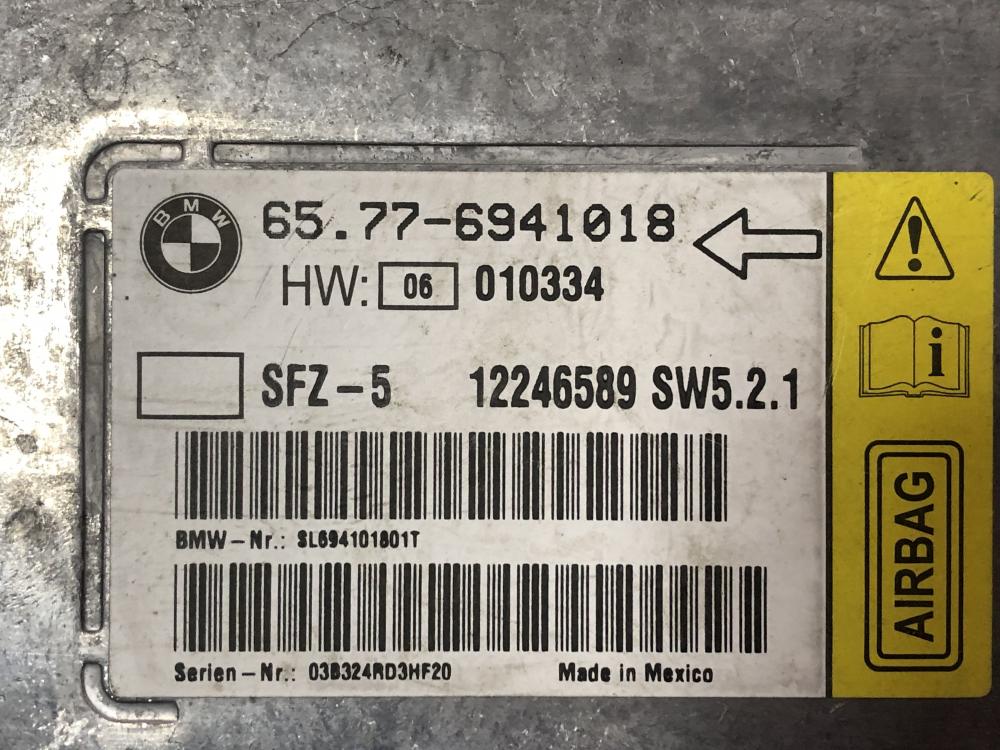 BMW
65.77-6941018
HW: 06 010334
SFZ-5 12246589 SW5.2.1
BMW-Nr.: SL694101801T
Serien-Nr.: 03B324RD3HF20 Made in Mexico
i
AIRBAG